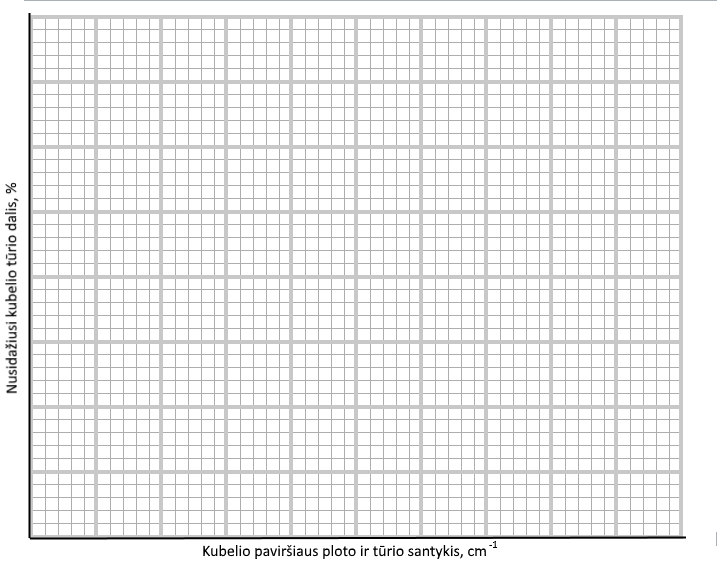 Nusidažiusi kubelio tūrio dalis, %
Kubelio paviršiaus ploto ir tūrio santykis, cm⁻¹